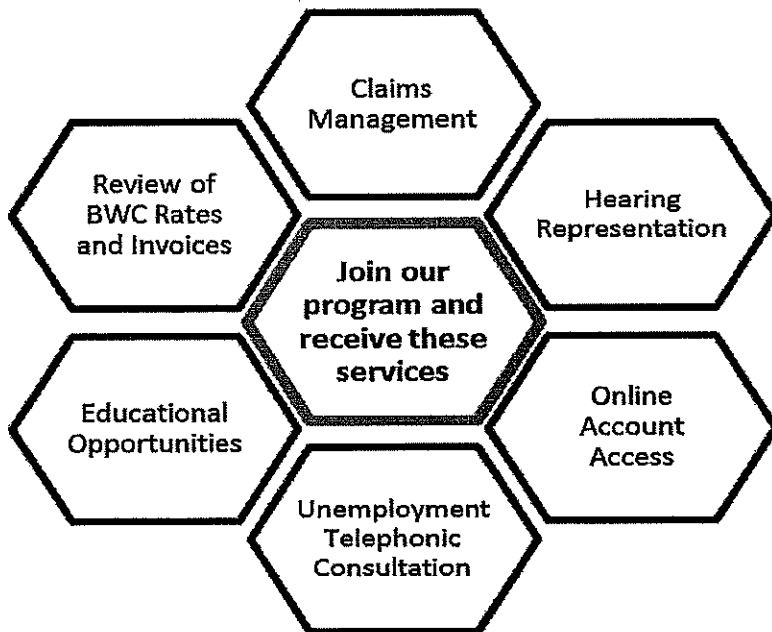 Claims
Management
Review of
BWC Rates
and Invoices
Hearing
Representation
Join our
program and
receive these
services
Educational
Opportunities
Online
Account
Access
Unemployment
Telephonic
Consultation